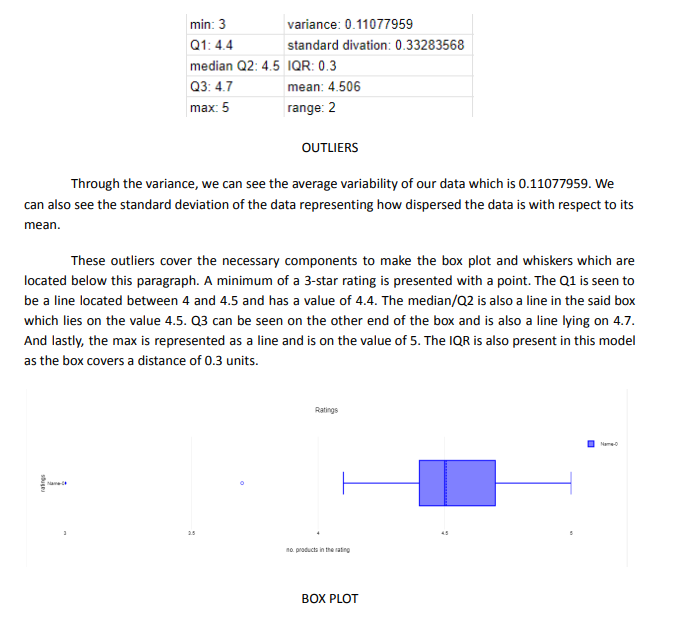 min: 3 variance: 0.11077959
Q1: 4.4 standard divation: 0.33283568
median Q2: 4.5 IQR: 0.3
Q3: 4.7 mean: 4.506
max: 5 range: 2
OUTLIERS
Through the variance, we can see the average variability of our data which is 0.11077959. We
can also see the standard deviation of the data representing how dispersed the data is with respect to its
mean.
These outliers cover the necessary components to make the box plot and whiskers which are
located below this paragraph. A minimum of a 3-star rating is presented with a point. The Q1 is seen to
be a line located between 4 and 4.5 and has a value of 4.4. The median/Q2 is also a line in the said box
which lies on the value 4.5. Q3 can be seen on the other end of the box and is also a line lying on 4.7.
And lastly, the max is represented as a line and is on the value of 5. The IQR is also present in this model
as the box covers a distance of 0.3 units.
Ratings
Name-0
ratings
Name-0
3 3.5 4 4.5 5
no. products in the rating
BOX PLOT